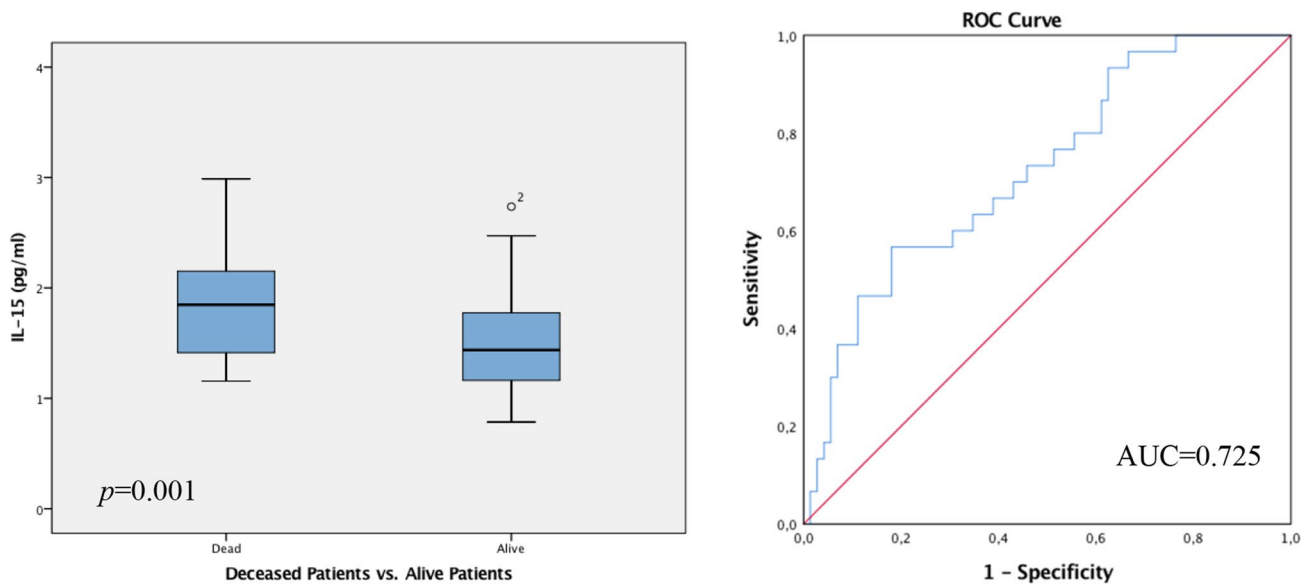 4
3
2
1
0
IL-15 (pg/ml)
2
p=0.001
Dead
Alive
Deceased Patients vs. Alive Patients
ROC Curve
1,0
0,8
0,6
0,4
0,2
0,0
Sensitivity
AUC=0.725
0,0
0,2
0,4
0,6
0,8
1,0
1 - Specificity